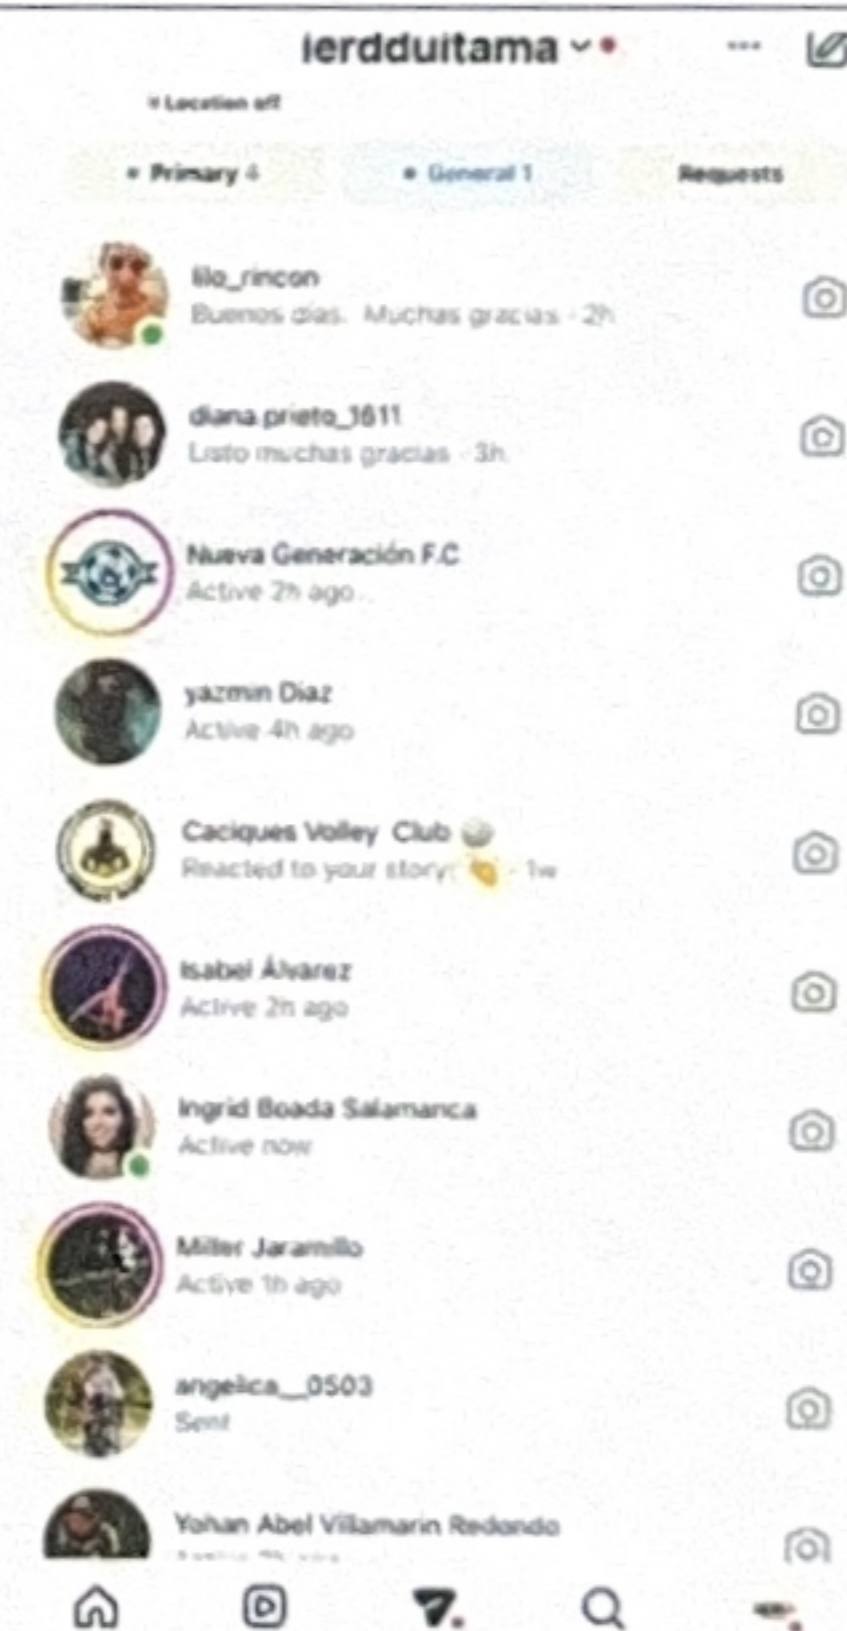 ierdduitama
Location off
Primary 4
General 1
Requests
lilo_rincon
Buenos días. Muchas gracias · 2h
diana.prieto_1611
Listo muchas gracias · 3h
Nueva Generación F.C
Active 2h ago
yazmin Diaz
Active 4h ago
Caciques Volley Club
Reacted to your story: · 1w
Isabel Álvarez
Active 2h ago
Ingrid Boada Salamanca
Active now
Miller Jaramillo
Active 1h ago
angelica__0503
Sent
Yohan Abel Villamarin Redondo